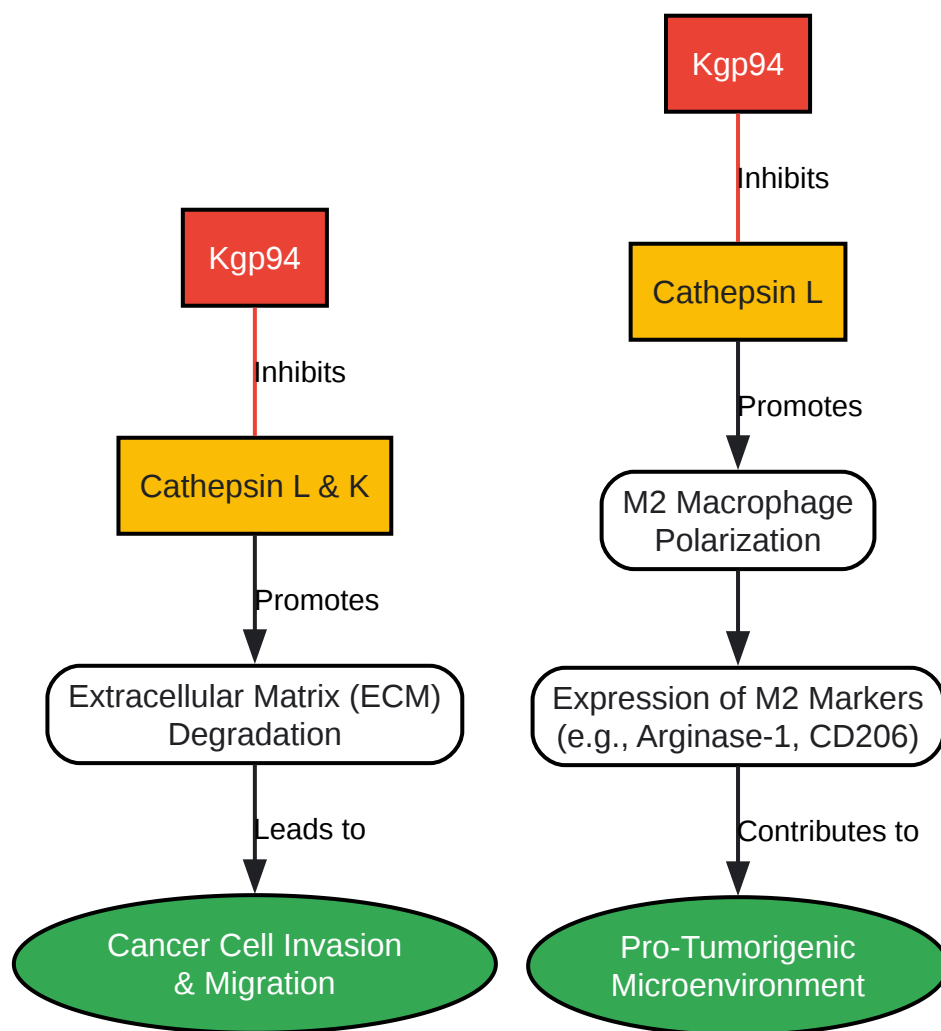 Kgp94
Inhibits
Cathepsin L & K
Promotes
Extracellular Matrix (ECM)
Degradation
Leads to
Cancer Cell Invasion
& Migration
Kgp94
Inhibits
Cathepsin L
Promotes
M2 Macrophage
Polarization
Expression of M2 Markers
(e.g., Arginase-1, CD206)
Contributes to
Pro-Tumorigenic
Microenvironment